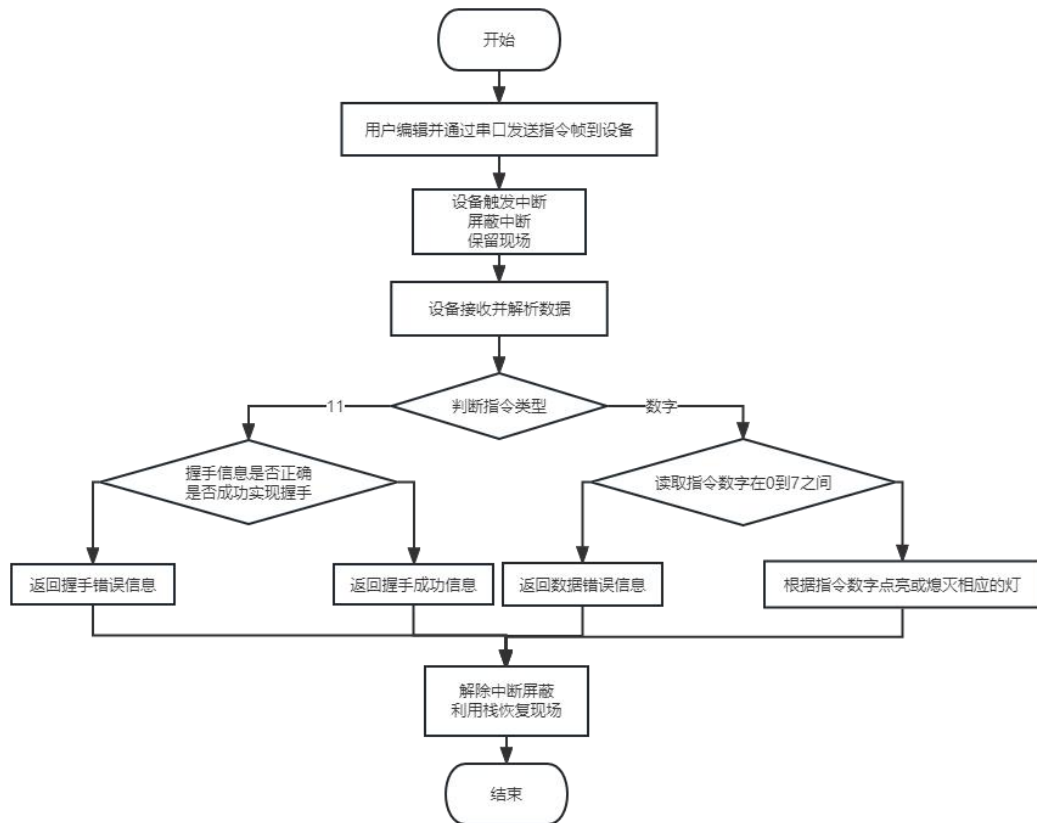 开始
用户编辑并通过串口发送指令帧到设备
设备触发中断
屏蔽中断
保留现场
设备接收并解析数据
判断指令类型
11
数字
握手信息是否正确
是否成功实现握手
读取指令数字在0到7之间
返回握手错误信息
返回握手成功信息
返回数据错误信息
根据指令数字点亮或熄灭相应的灯
解除中断屏蔽
利用栈恢复现场
结束